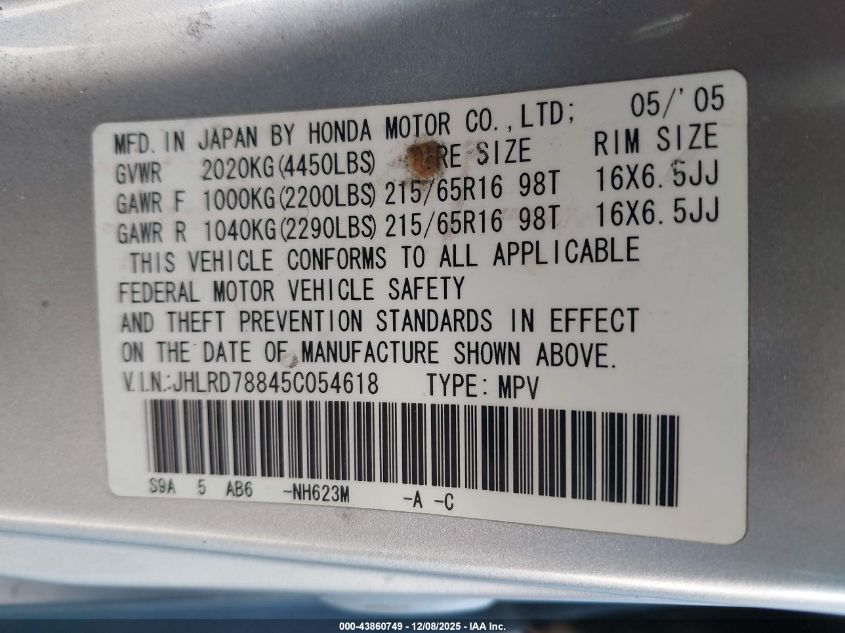 MFD. IN JAPAN BY HONDA MOTOR CO.,LTD; 05/'05
GVWR 2020KG(4450LBS) SIZE RIM SIZE
GAWR F 1000KG(2200LBS) 215/65R16 98T 16X6.5JJ
GAWR R 1040KG(2290LBS) 215/65R16 98T 16X6.5JJ
THIS VEHICLE CONFORMS TO ALL APPLICABLE
FEDERAL MOTOR VEHICLE SAFETY
AND THEFT PREVENTION STANDARDS IN EFFECT
ON THE DATE OF MANUFACTURE SHOWN ABOVE.
V.I.N.:JHLRD78845C054618 TYPE: MPV
S9A 5 AB6 -NH623M -A -C
000-43860749 • 12/08/2025 - IAA Inc.